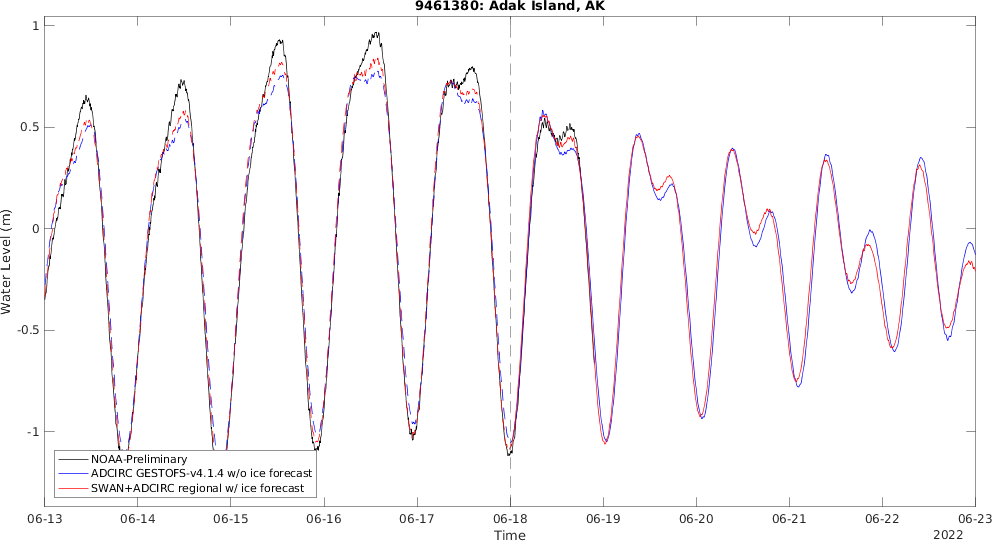 9461380: Adak Island, AK
1
0.5
0
-0.5
-1
Water Level (m)
NOAA-Preliminary
ADCIRC GESTOFS-v4.1.4 w/o ice forecast
SWAN+ADCIRC regional w/ ice forecast
06-13 06-14 06-15 06-16 06-17 06-18 06-19 06-20 06-21 06-22 06-23
Time
2022